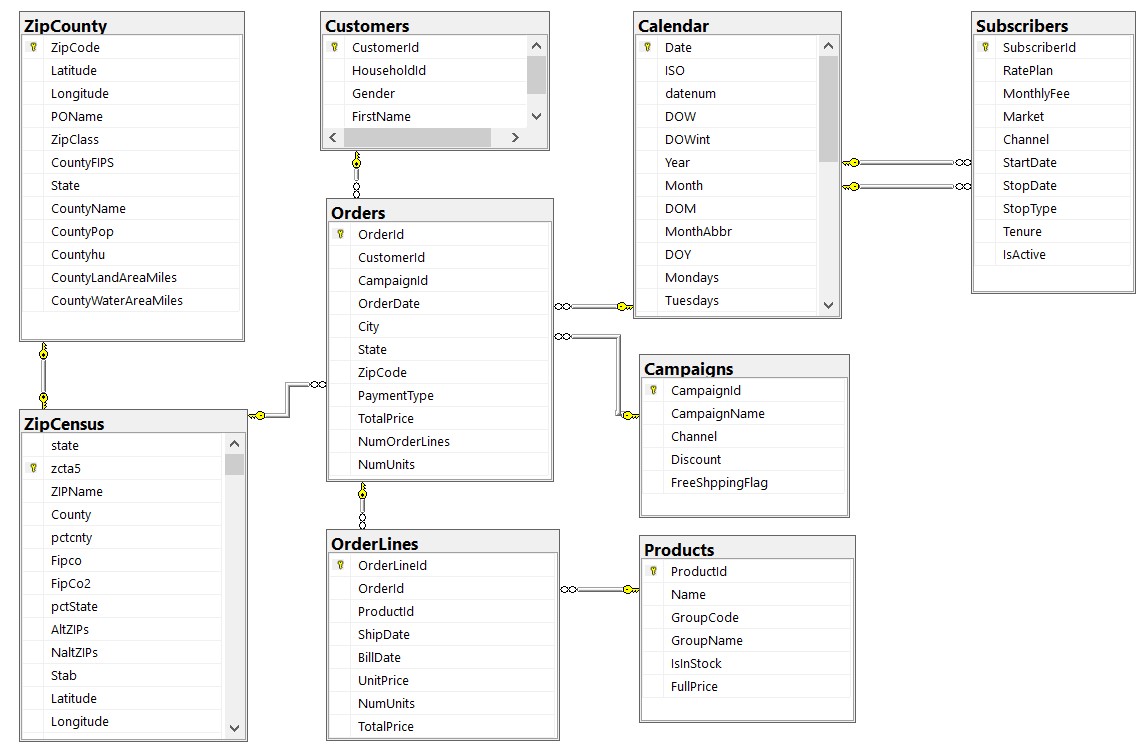 ZipCounty
ZipCode
Latitude
Longitude
POName
ZipClass
CountyFIPS
State
CountyName
CountyPop
Countyhu
CountyLandAreaMiles
CountyWaterAreaMiles
Customers
CustomerId
HouseholdId
Gender
FirstName
Calendar
Date
ISO
datenum
DOW
DOWint
Year
Month
DOM
MonthAbbr
DOY
Mondays
Tuesdays
Subscribers
SubscriberId
RatePlan
MonthlyFee
Market
Channel
StartDate
StopDate
StopType
Tenure
IsActive
Orders
OrderId
CustomerId
CampaignId
OrderDate
City
State
ZipCode
PaymentType
TotalPrice
NumOrderLines
NumUnits
Campaigns
CampaignId
CampaignName
Channel
Discount
FreeShppingFlag
ZipCensus
state
zcta5
ZIPName
County
pctcnty
Fipco
FipCo2
pctState
AltZIPs
NaltZIPs
Stab
Latitude
Longitude
OrderLines
OrderLineId
OrderId
ProductId
ShipDate
BillDate
UnitPrice
NumUnits
TotalPrice
Products
ProductId
Name
GroupCode
GroupName
IsInStock
FullPrice